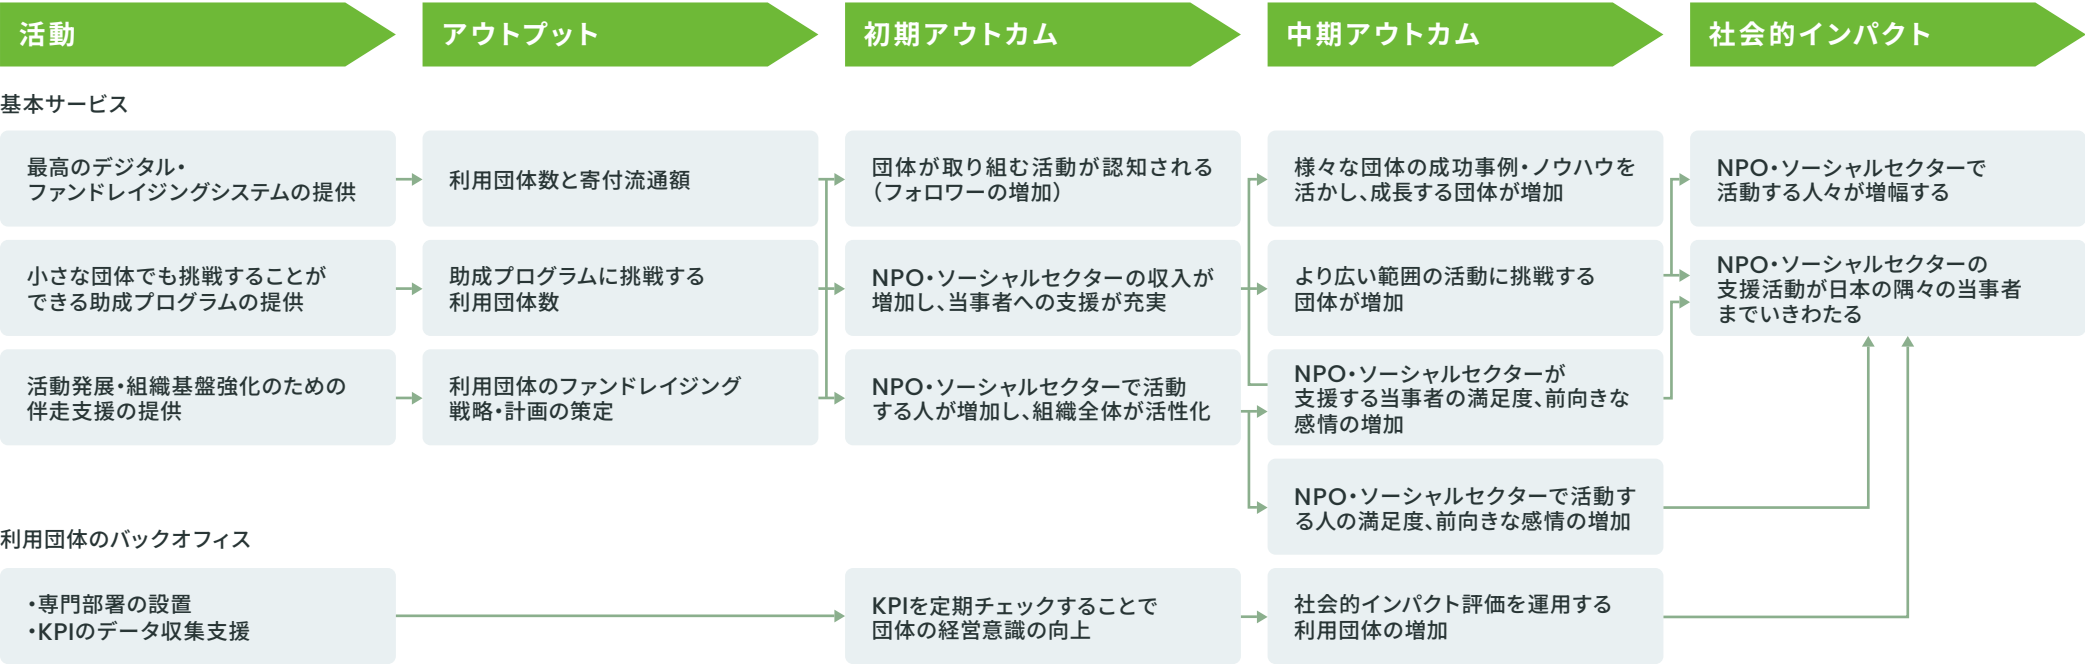 活動
アウトプット
初期アウトカム
中期アウトカム
社会的インパクト
基本サービス
最高のデジタル・
ファンドレイジングシステムの提供
利用団体数と寄付流通額
団体が取り組む活動が認知される
（フォロワーの増加）
様々な団体の成功事例・ノウハウを
活かし、成長する団体が増加
NPO・ソーシャルセクターで
活動する人々が増幅する
小さな団体でも挑戦することが
できる助成プログラムの提供
助成プログラムに挑戦する
利用団体数
NPO・ソーシャルセクターの収入が
増加し、当事者への支援が充実
より広い範囲の活動に挑戦する
団体が増加
NPO・ソーシャルセクターの
支援活動が日本の隅々の当事者
までいきわたる
活動発展・組織基盤強化のための
伴走支援の提供
利用団体のファンドレイジング
戦略・計画の策定
NPO・ソーシャルセクターで活動
する人が増加し、組織全体が活性化
NPO・ソーシャルセクターが
支援する当事者の満足度、前向きな
感情の増加
NPO・ソーシャルセクターで活動す
る人の満足度、前向きな感情の増加
利用団体のバックオフィス
・専門部署の設置
・KPIのデータ収集支援
KPIを定期チェックすることで
団体の経営意識の向上
社会的インパクト評価を運用する
利用団体の増加